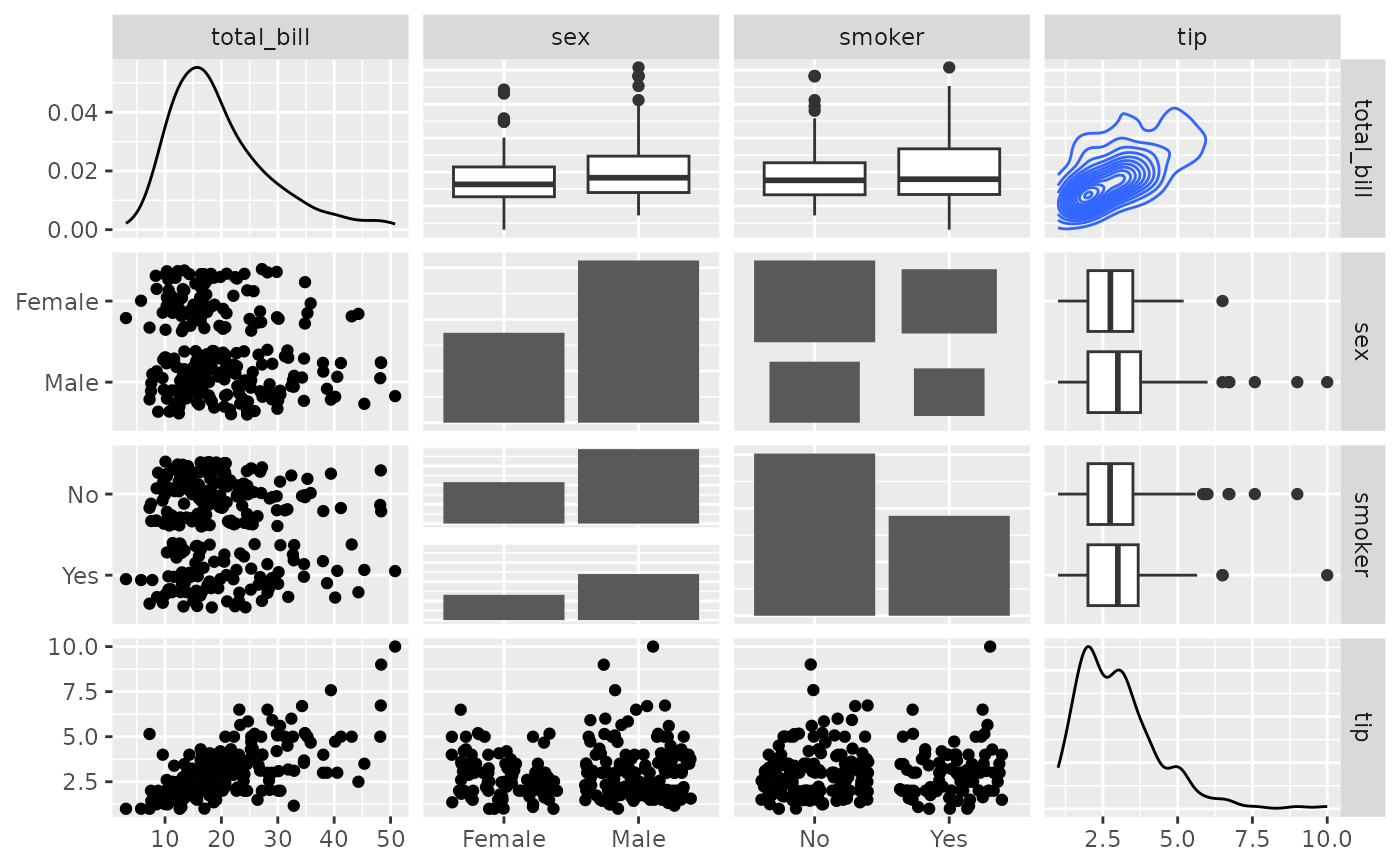 total_bill sex smoker tip
0.04
0.02
0.00
total_bill
Female
Male
sex
No
Yes
smoker
10.0
7.5
5.0
2.5
tip
10 20 30 40 50 Female Male No Yes 2.5 5.0 7.5 10.0